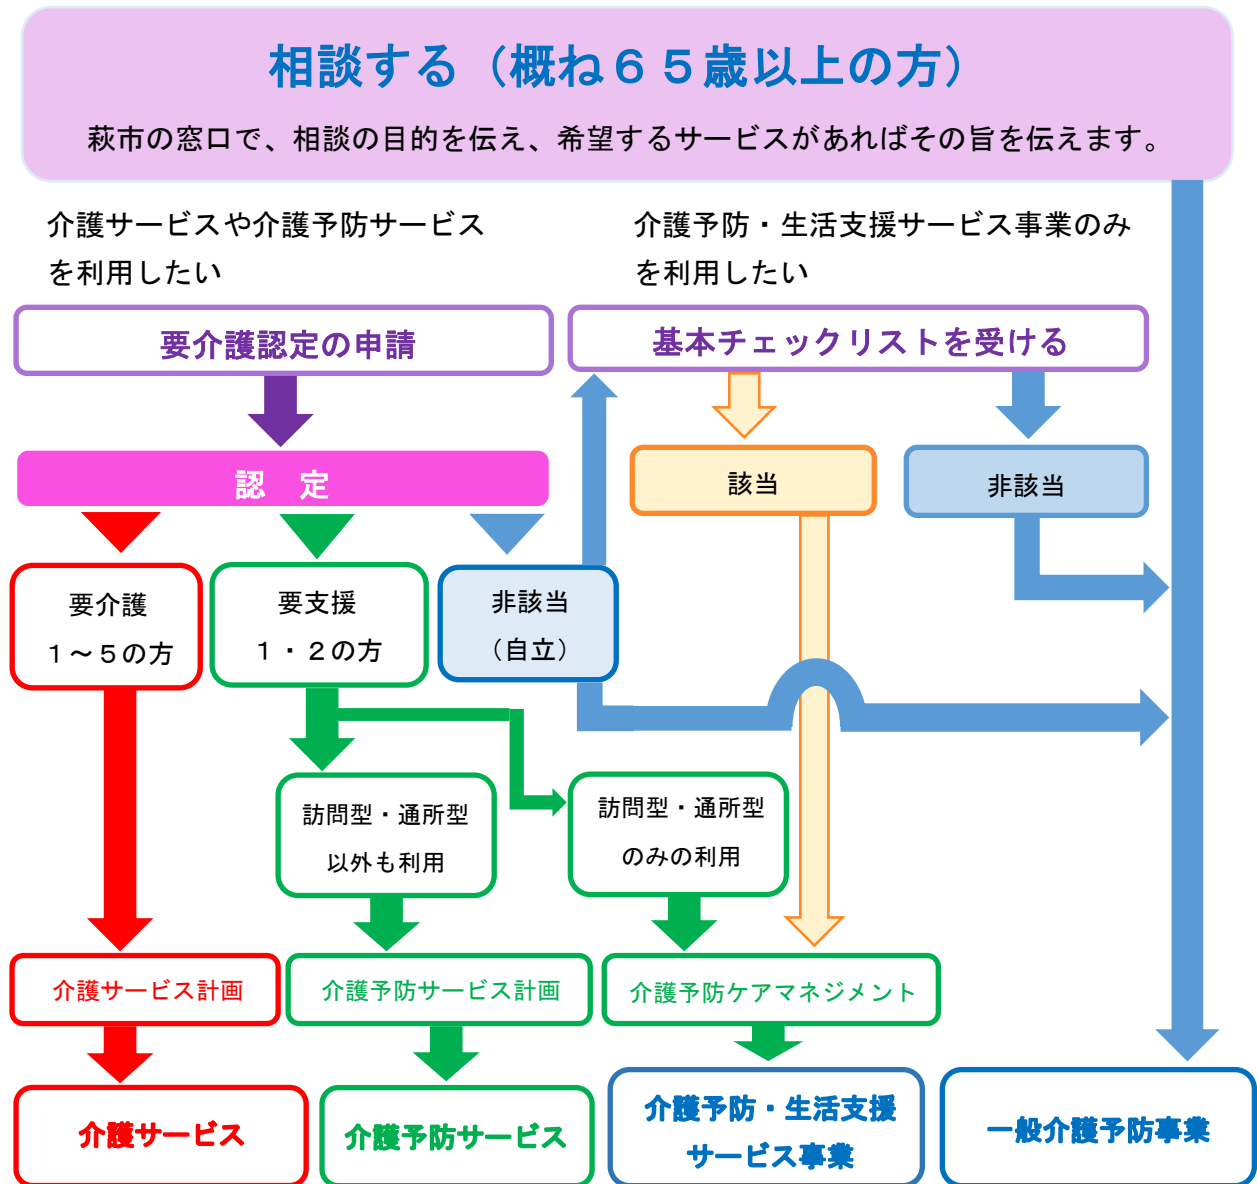 相談する（概ね６５歳以上の方）
萩市の窓口で、相談の目的を伝え、希望するサービスがあればその旨を伝えます。
介護サービスや介護予防サービス
を利用したい
介護予防・生活支援サービス事業のみ
を利用したい
要介護認定の申請
基本チェックリストを受ける
認　定
該当
非該当
要介護
１～５の方
要支援
１・２の方
非該当
（自立）
訪問型・通所型
以外も利用
訪問型・通所型
のみの利用
介護サービス計画
介護予防サービス計画
介護予防ケアマネジメント
介護サービス
介護予防サービス
介護予防・生活支援
サービス事業
一般介護予防事業